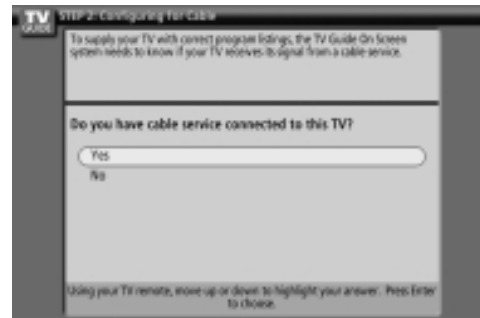 TV
GUIDE
STEP 2: Configuring for Cable
To supply your TV with correct program listings, the TV Guide On Screen
system needs to know if your TV receives its signal from a cable service.
Do you have cable service connected to this TV?
Yes
No
Using your TV remote, move up or down to highlight your answer. Press Enter
to choose.